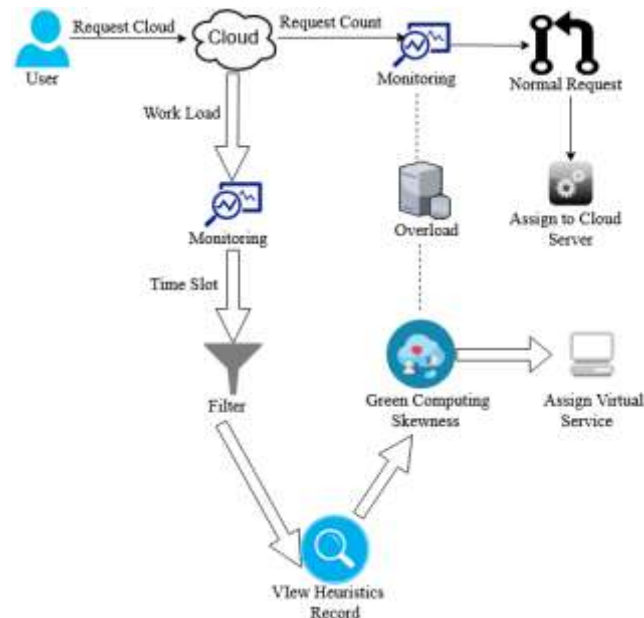 Request Cloud
Cloud
Request Count
User
Monitoring
Normal Request
Work Load
Monitoring
Overload
Assign to Cloud
Server
Time Slot
Filter
Green Computing
Skewness
Assign Virtual
Service
VIew Heuristics
Record